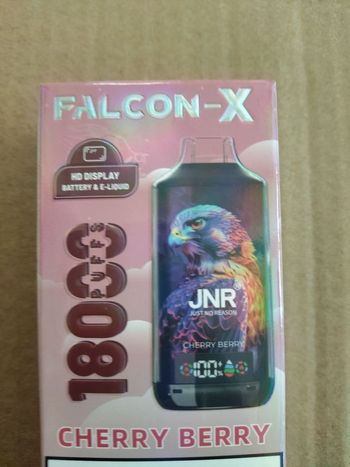 FALCON-X
HD DISPLAY
BATTERY & E-LIQUID
18000
PUFFS
JNR
JUST NO REASON
CHERRY BERRY
100%
CHERRY BERRY